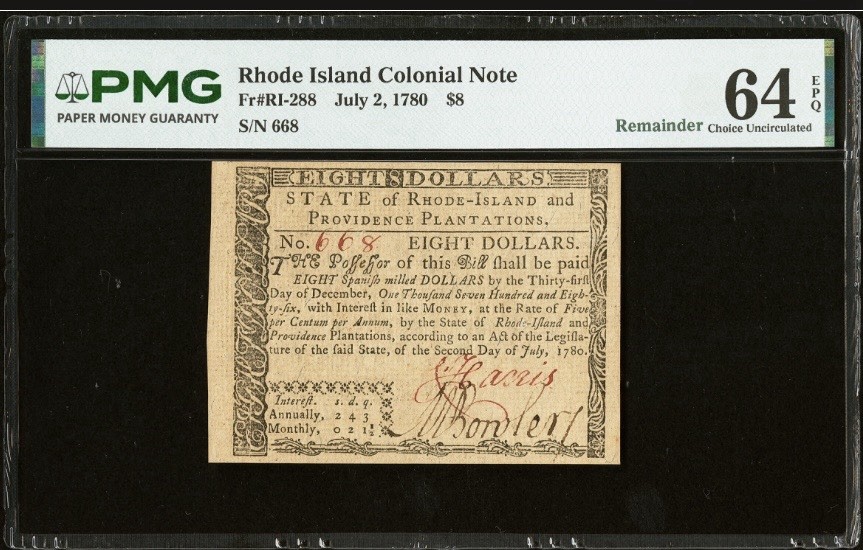 PMG
PAPER MONEY GUARANTY
Rhode Island Colonial Note
Fr#RI-288 July 2, 1780 $8
S/N 668
Remainder
64
EPQ
Choice Uncirculated
EIGHT 8 DOLLARS
STATE of RHODE-ISLAND and
PROVIDENCE PLANTATIONS.
No. 668 EIGHT DOLLARS.
THE Poſſeſſor of this Bill ſhall be paid
EIGHT Spaniſh milled DOLLARS by the Thirty-firſt
Day of December, One Thouſand Seven Hundred and Eigh-
ty-ſix, with Intereſt in like MONEY, at the Rate of Five
per Centum per Annum, by the State of Rhode-Iſland and
Providence Plantations, according to an Act of the Legiſla-
ture of the ſaid State, of the Second Day of July, 1780.
Harris
Bowler
Intereſt. s. d. q.
Annually, 2 4 3
Monthly, 0 2 1½